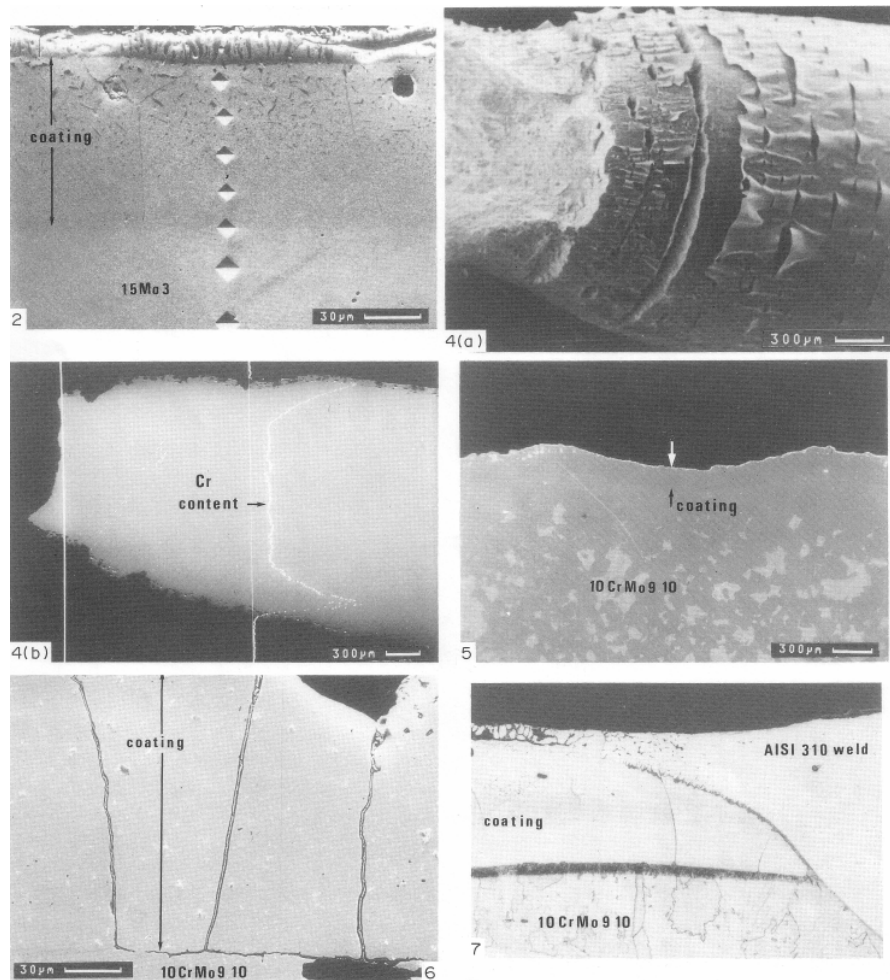 coating
15Mo3
2
30μm
4(a)
300μm
Cr
content
4(b)
300μm
coating
10CrMo9 10
5
300μm
coating
30μm
10CrMo9 10
6
AISI 310 weld
coating
10CrMo9 10
7